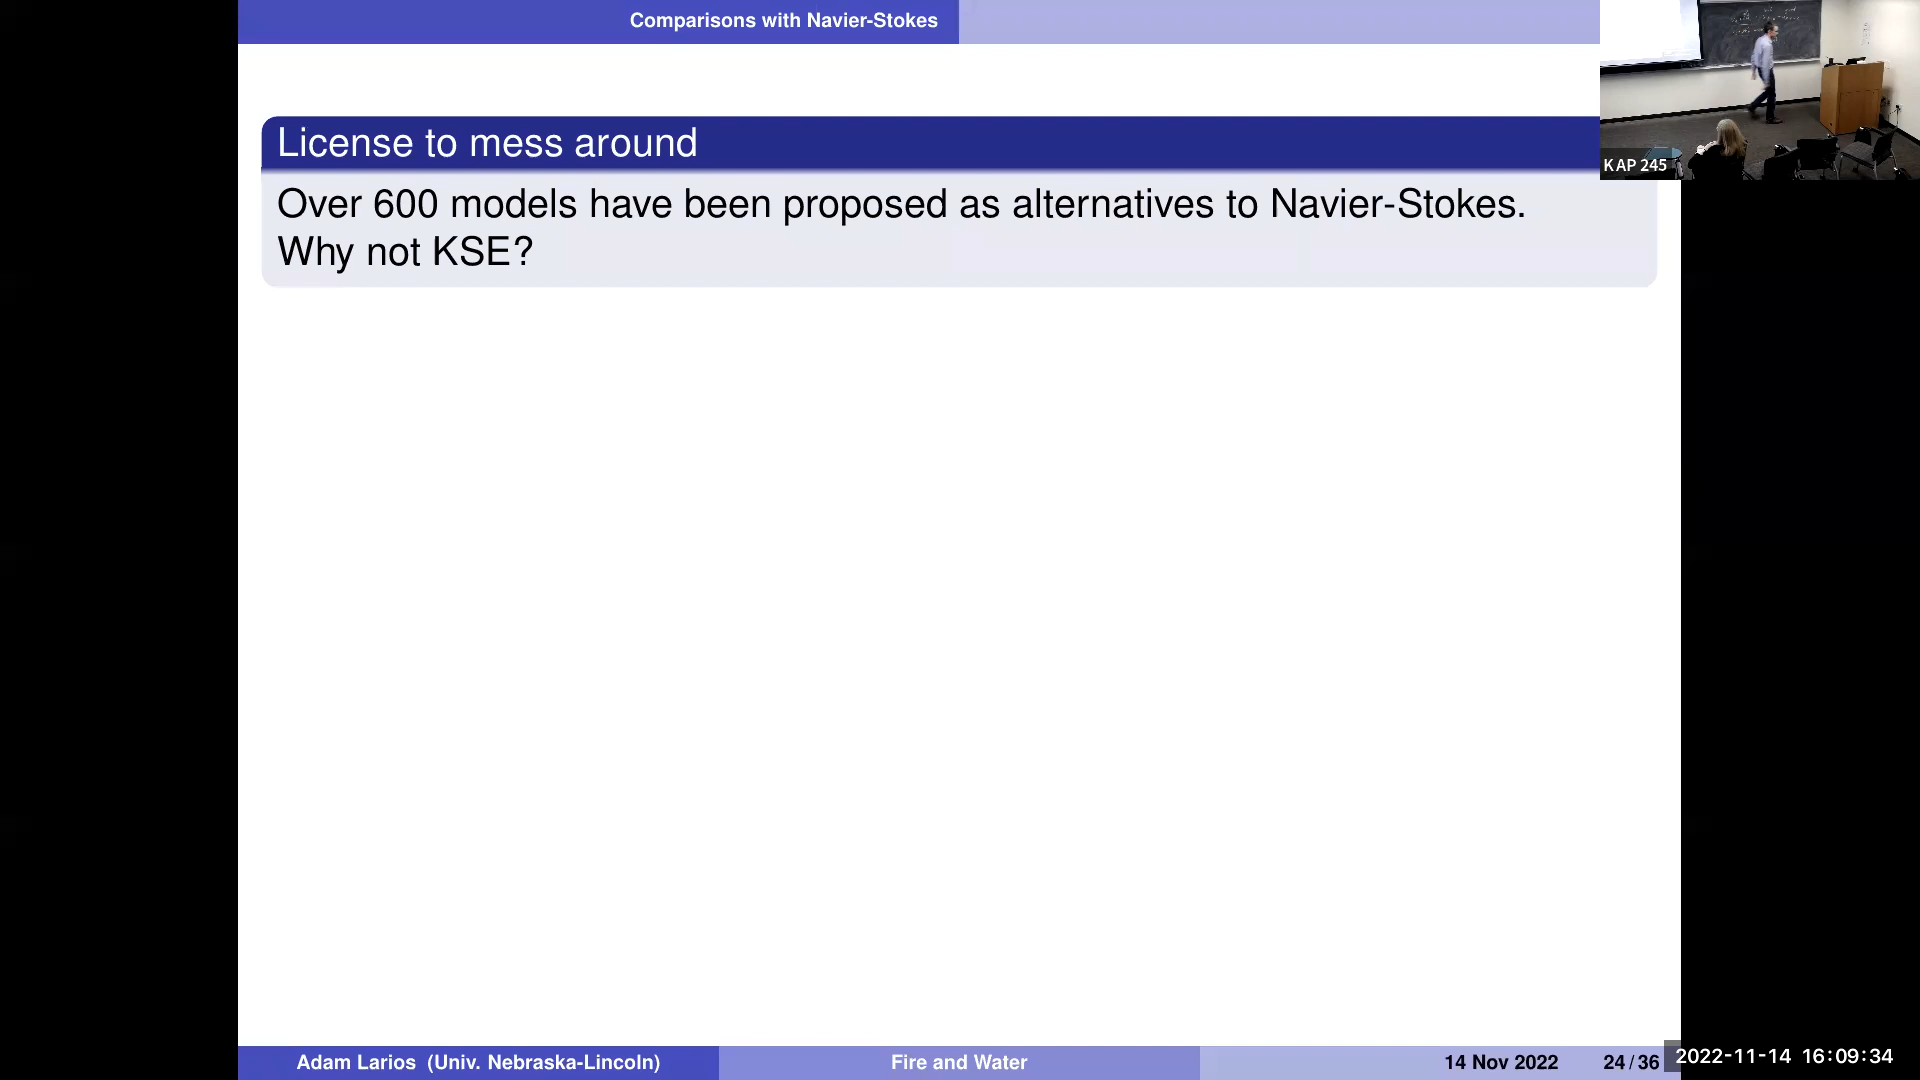 Comparisons with Navier-Stokes
License to mess around
Over 600 models have been proposed as alternatives to Navier-Stokes.
Why not KSE?
KAP 245
Adam Larios (Univ. Nebraska-Lincoln)
Fire and Water
14 Nov 2022
24 / 36
2022-11-14 16:09:34